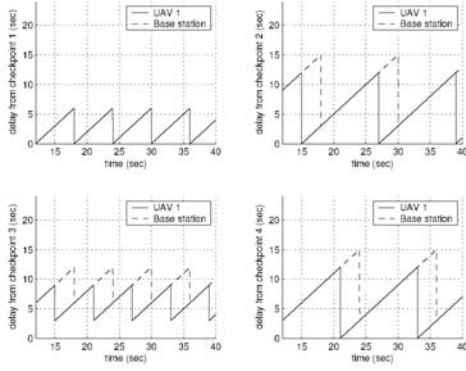 UAV 1
Base station
delay from checkpoint 1 (sec)
20
15
10
5
0
15 20 25 30 35 40
time (sec)
UAV 1
Base station
delay from checkpoint 2 (sec)
20
15
10
5
0
15 20 25 30 35 40
time (sec)
UAV 1
Base station
delay from checkpoint 3 (sec)
20
15
10
5
0
15 20 25 30 35 40
time (sec)
UAV 1
Base station
delay from checkpoint 4 (sec)
20
15
10
5
0
15 20 25 30 35 40
time (sec)